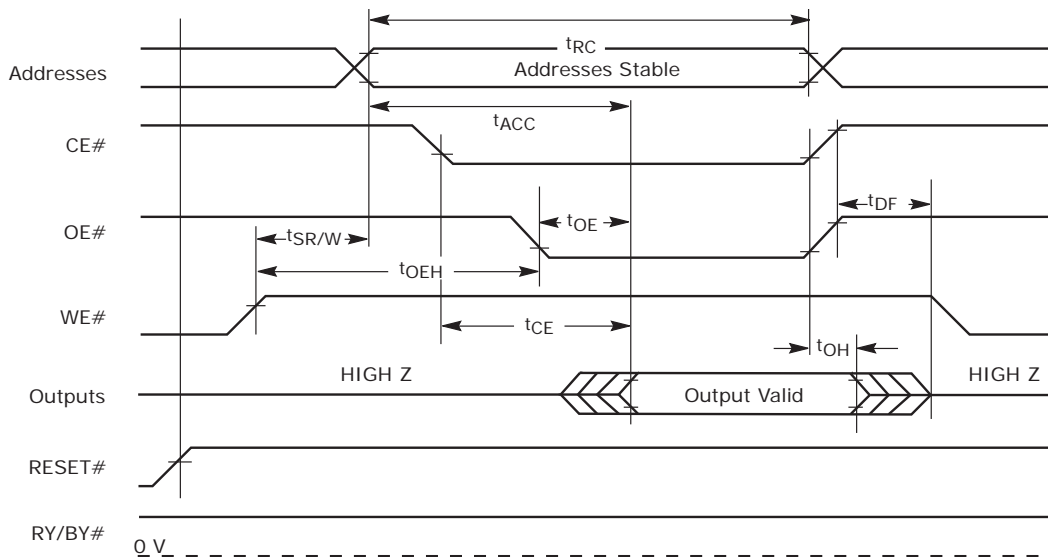 tRC
Addresses
Addresses Stable
tACC
CE#
tDF
tOE
OE#
tSR/W
tOEH
WE#
tCE
tOH
HIGH Z
HIGH Z
Outputs
Output Valid
RESET#
RY/BY#
0 V